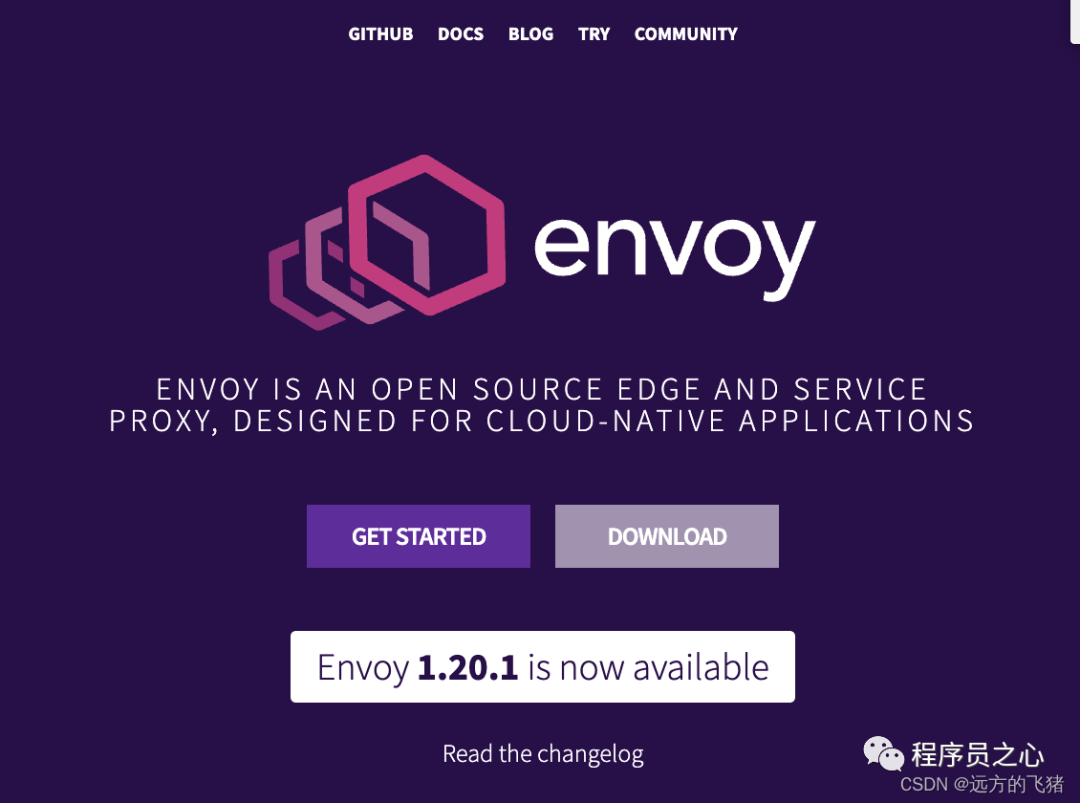 GITHUB DOCS BLOG TRY COMMUNITY
envoy
ENVOY IS AN OPEN SOURCE EDGE AND SERVICE
PROXY, DESIGNED FOR CLOUD-NATIVE APPLICATIONS
GET STARTED DOWNLOAD
Envoy 1.20.1 is now available
Read the changelog
程序员之心
CSDN @远方的飞猪